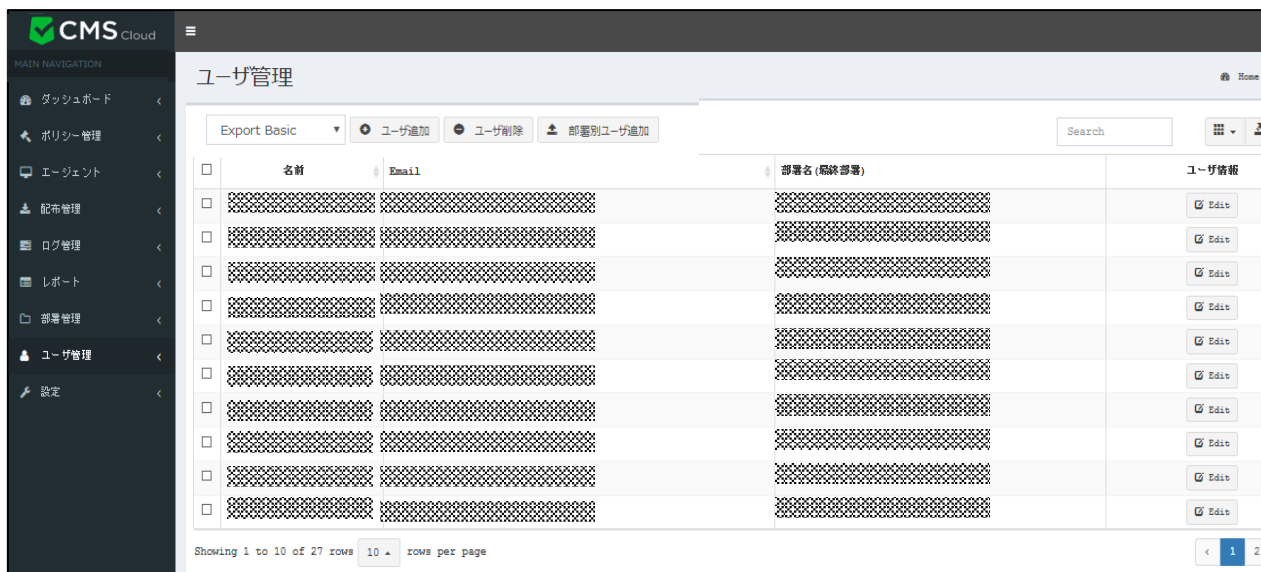 CMS Cloud
MAIN NAVIGATION
ダッシュボード
ポリシー管理
エージェント
配布管理
ログ管理
レポート
部署管理
ユーザ管理
設定
ユーザ管理
Home
Export Basic
ユーザ追加
ユーザ削除
部署別ユーザ追加
Search
名前
Email
部署名(最終部署)
ユーザ情報
Edit
Edit
Edit
Edit
Edit
Edit
Edit
Edit
Edit
Edit
Showing 1 to 10 of 27 rows 10 rows per page
1 2